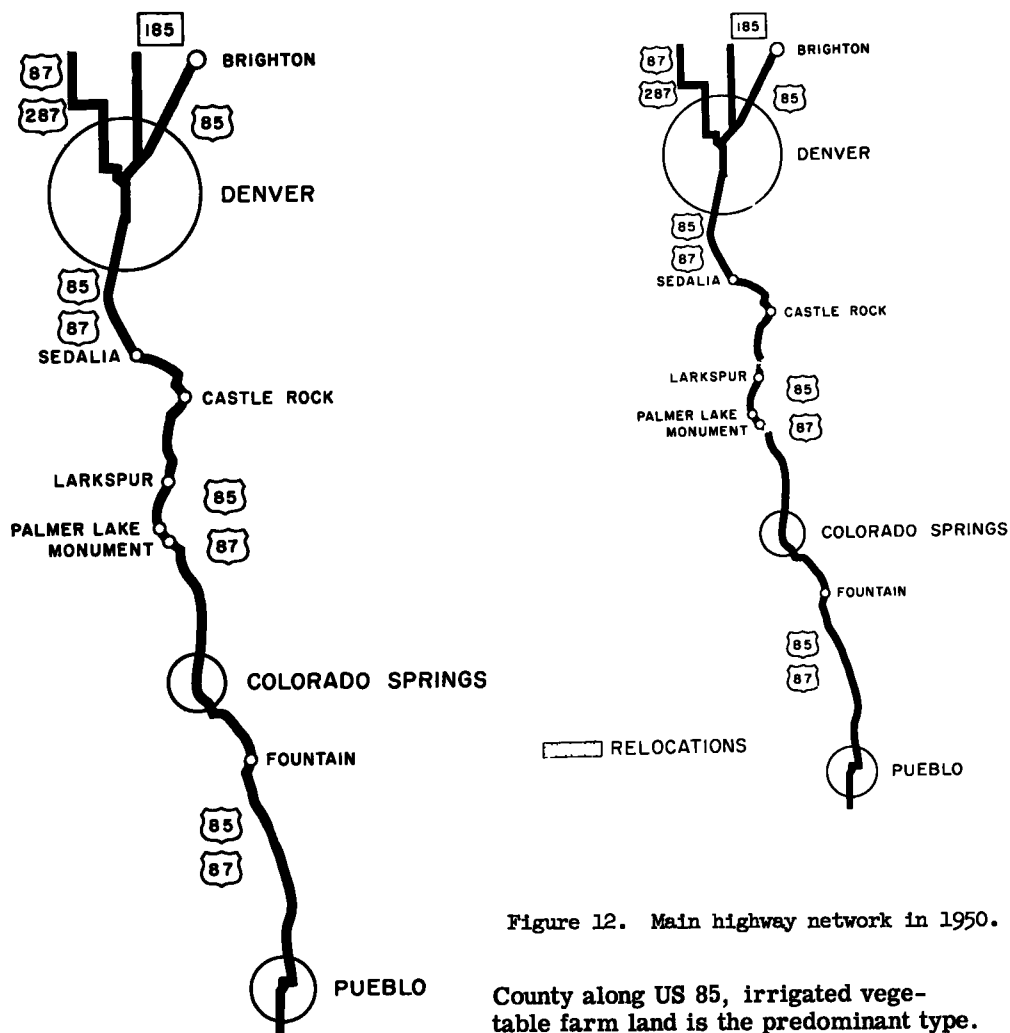 185
87
BRIGHTON
287
85
DENVER
85
87
SEDALIA
CASTLE ROCK
LARKSPUR
85
PALMER LAKE
MONUMENT
87
COLORADO SPRINGS
FOUNTAIN
85
87
PUEBLO
185
87
BRIGHTON
287
85
DENVER
85
87
SEDALIA
CASTLE ROCK
LARKSPUR
85
PALMER LAKE
MONUMENT
87
COLORADO SPRINGS
FOUNTAIN
85
87
RELOCATIONS
PUEBLO
Figure 12. Main highway network in 1950.
County along US 85, irrigated vege-
table farm land is the predominant type.